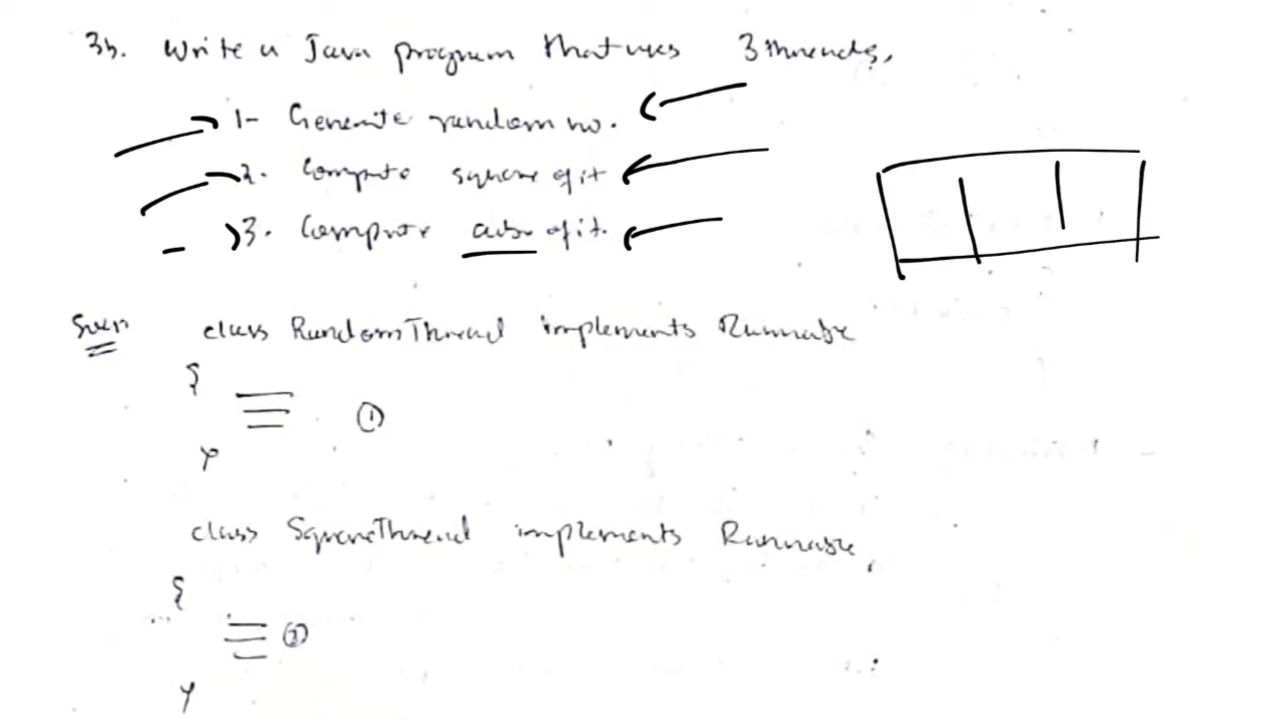 3b. Write a Java program that uses 3 threads,
1- Generate random no.
2. Compute square of it
3. Compute cube of it.
Soln class RandomThread implements Runnable
{
①
}
class SquareThread implements Runnable
{
②
}